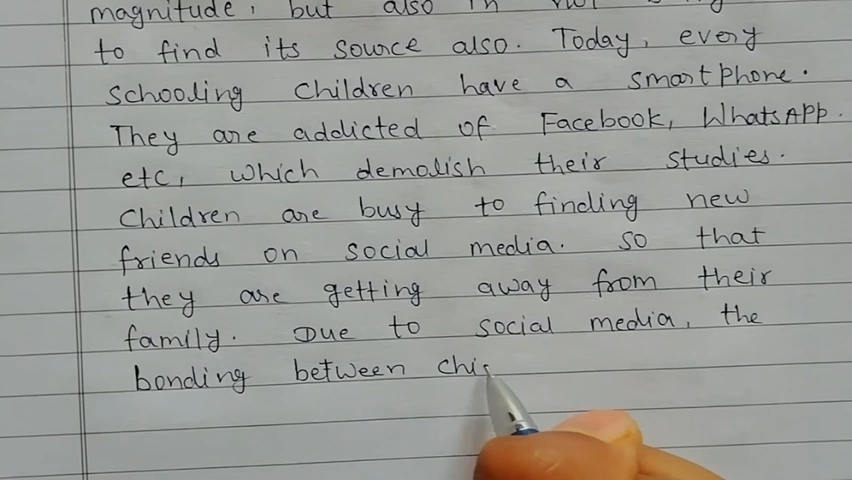 magnitude, but also in not
to find its source also. Today, every
schooling children have a smartphone.
They are addicted of Facebook, WhatsApp.
etc, which demolish their studies.
Children are busy to finding new
friends on social media. so that
they are getting away from their
family. Due to social media, the
bonding between chi